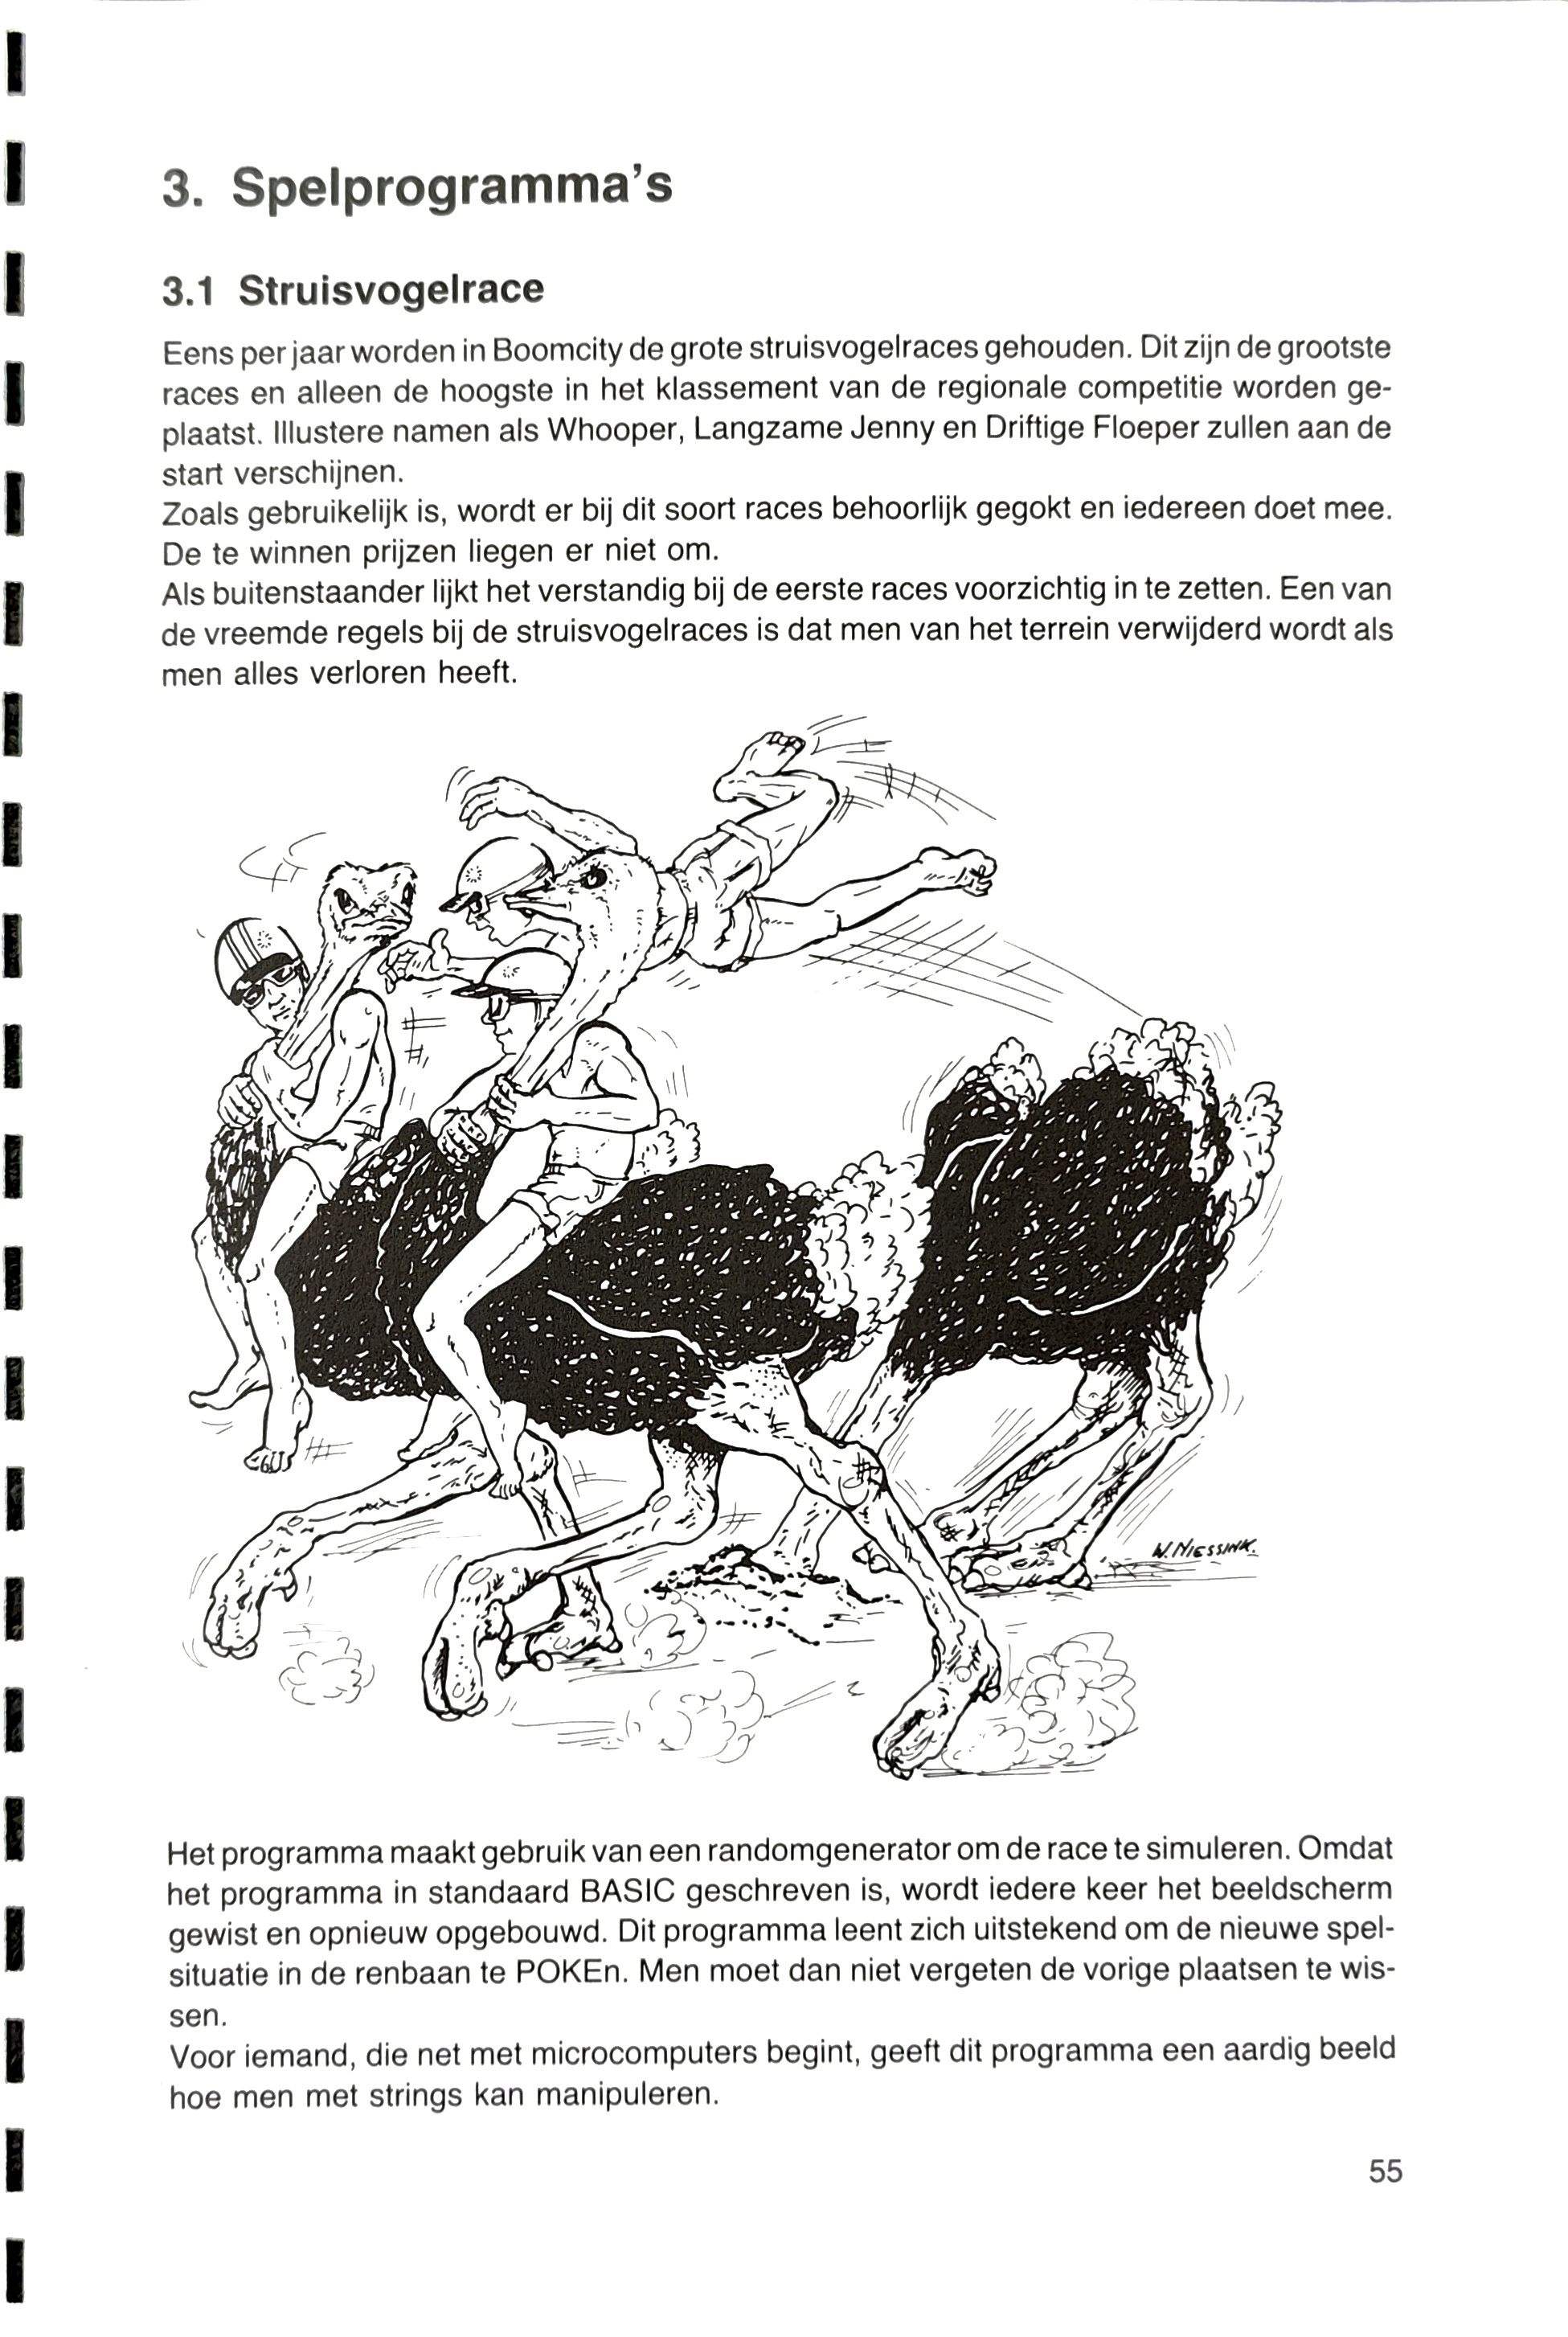 3. Spelprogramma's
3.1 Struisvogelrace
Eens per jaar worden in Boomcity de grote struisvogelraces gehouden. Dit zijn de grootste
races en alleen de hoogste in het klassement van de regionale competitie worden ge-
plaatst. Illustere namen als Whooper, Langzame Jenny en Driftige Floeper zullen aan de
start verschijnen.
Zoals gebruikelijk is, wordt er bij dit soort races behoorlijk gegokt en iedereen doet mee.
De te winnen prijzen liegen er niet om.
Als buitenstaander lijkt het verstandig bij de eerste races voorzichtig in te zetten. Een van
de vreemde regels bij de struisvogelraces is dat men van het terrein verwijderd wordt als
men alles verloren heeft.
W. NIESSINK.
Het programma maakt gebruik van een randomgenerator om de race te simuleren. Omdat
het programma in standaard BASIC geschreven is, wordt iedere keer het beeldscherm
gewist en opnieuw opgebouwd. Dit programma leent zich uitstekend om de nieuwe spel-
situatie in de renbaan te POKEn. Men moet dan niet vergeten de vorige plaatsen te wis-
sen.
Voor iemand, die net met microcomputers begint, geeft dit programma een aardig beeld
hoe men met strings kan manipuleren.
55